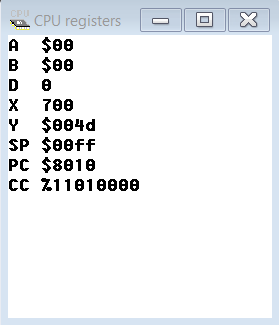 CPU registers
A $00
B $00
D 0
X 700
Y $004d
SP $00ff
PC $8010
CC %11010000